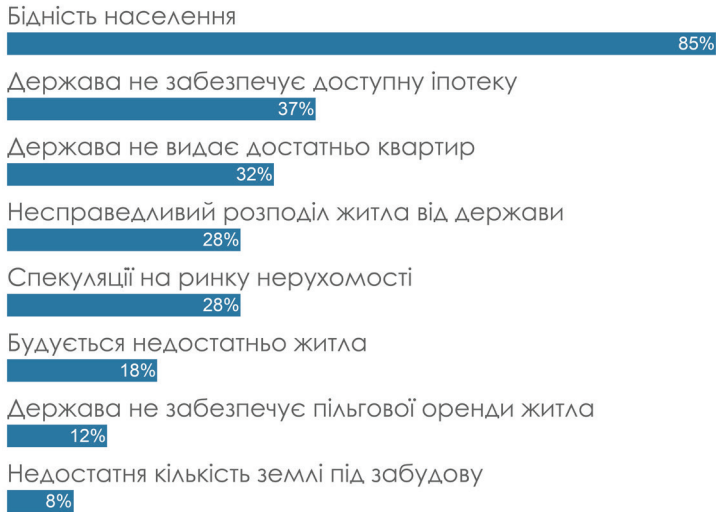 Бідність населення
85%
Держава не забезпечує доступну іпотеку
37%
Держава не видає достатньо квартир
32%
Несправедливий розподіл житла від держави
28%
Спекуляції на ринку нерухомості
28%
Будується недостатньо житла
18%
Держава не забезпечує пільгової оренди житла
12%
Недостатня кількість землі під забудову
8%